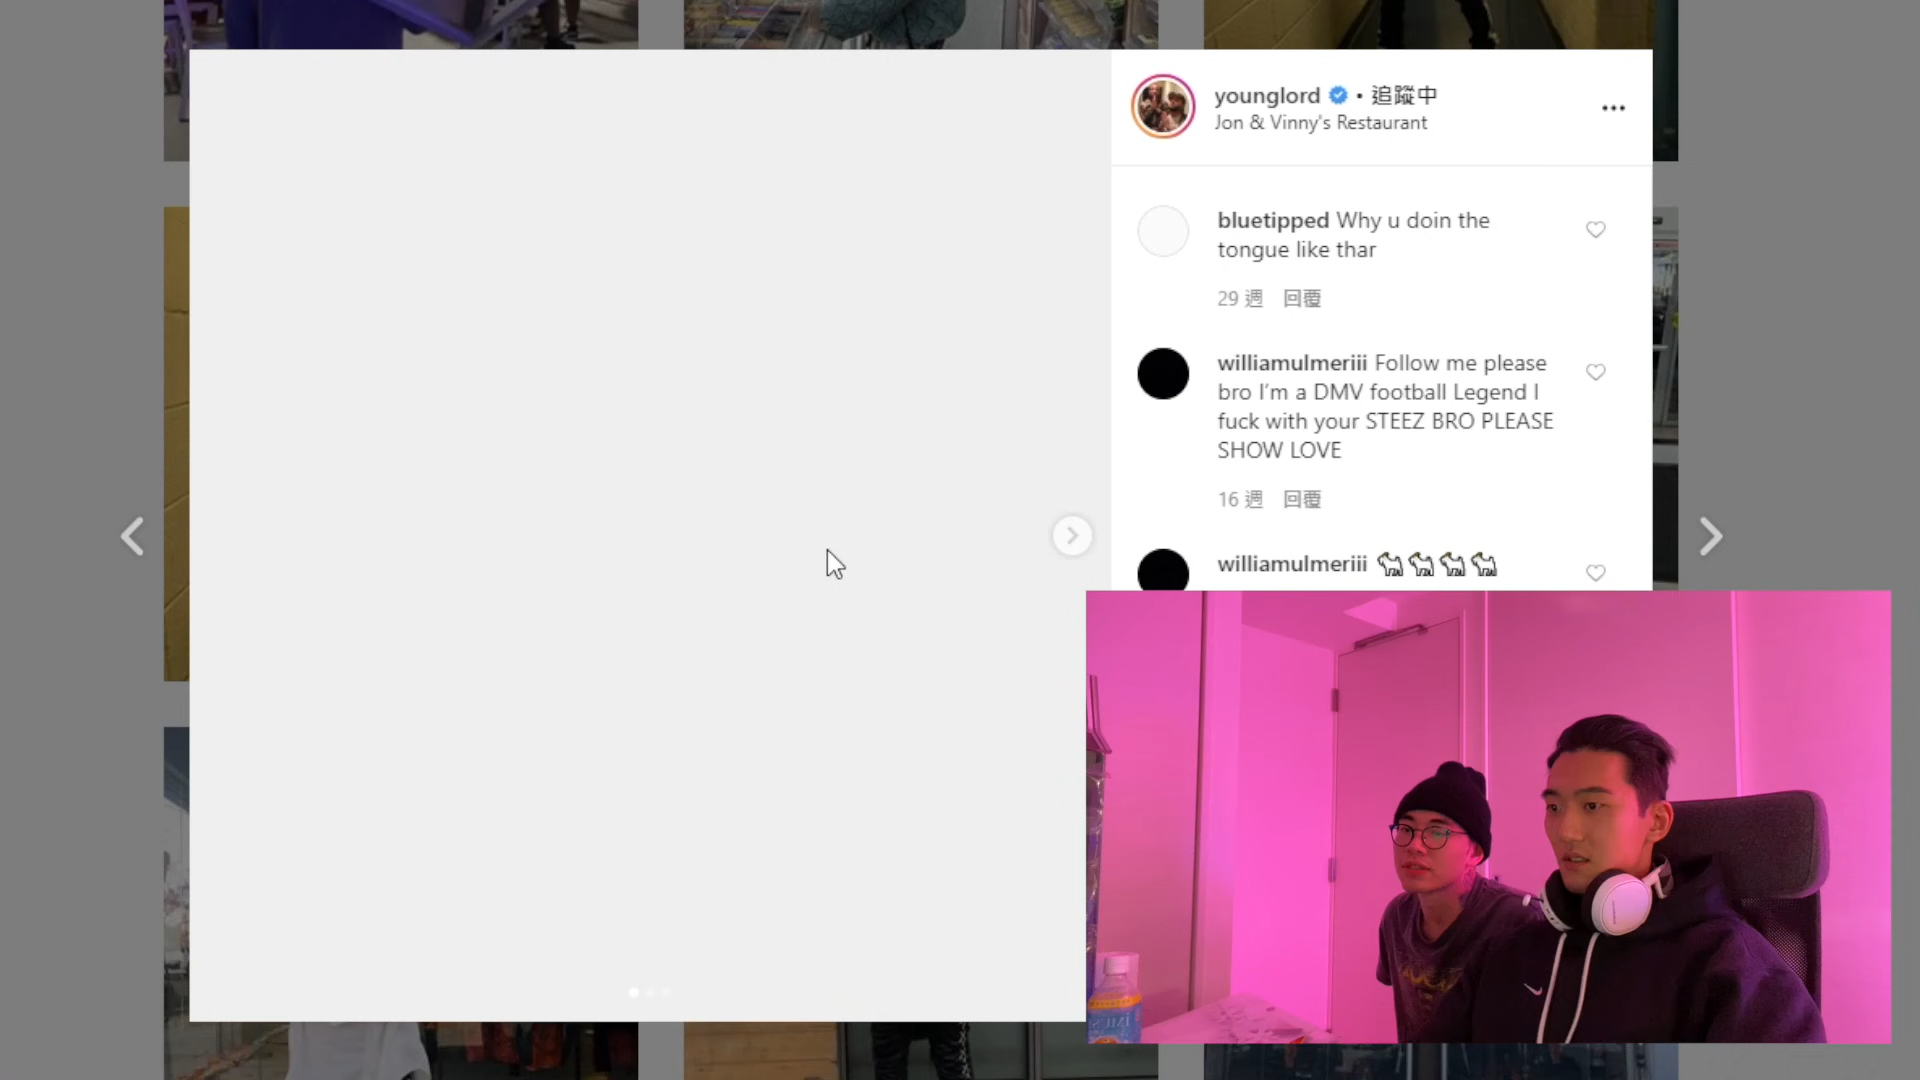 younglord • 追蹤中
Jon & Vinny's Restaurant
bluetipped Why u doin the
tongue like thar
29 週 回覆
williamulmeriii Follow me please
bro I'm a DMV football Legend I
fuck with your STEEZ BRO PLEASE
SHOW LOVE
16 週 回覆
williamulmeriii 🐐🐐🐐🐐